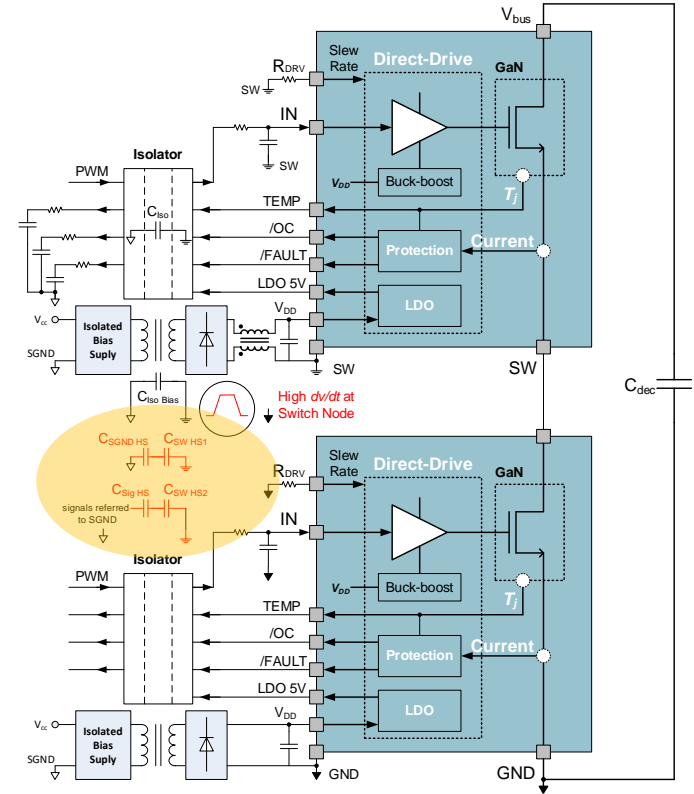 Vbus
Slew
Rate
Direct-Drive
GaN
RDRV
SW
IN
Isolator
SW
PWM
Buck-boost
VDD
TEMP
Tj
CIso
/OC
Current
Protection
/FAULT
LDO 5V
LDO
VDD
Vcc
Isolated
Bias
Suply
SGND
SW
SW
CIso Bias
High dv/dt at
Switch Node
Cdec
CSGND HS
CSW HS1
Slew
Rate
Direct-Drive
GaN
RDRV
CSig HS
CSW HS2
signals referred
to SGND
IN
Isolator
PWM
Buck-boost
VDD
TEMP
Tj
/OC
Current
Protection
/FAULT
LDO 5V
LDO
VDD
Vcc
Isolated
Bias
Suply
SGND
GND
GND